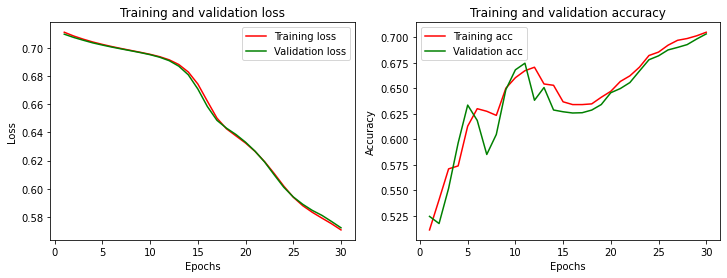 Training and validation loss
Training loss
Validation loss
0.70
0.68
0.66
0.64
0.62
0.60
0.58
Loss
0 5 10 15 20 25 30
Epochs
Training and validation accuracy
Training acc
Validation acc
0.700
0.675
0.650
0.625
0.600
0.575
0.550
0.525
Accuracy
0 5 10 15 20 25 30
Epochs